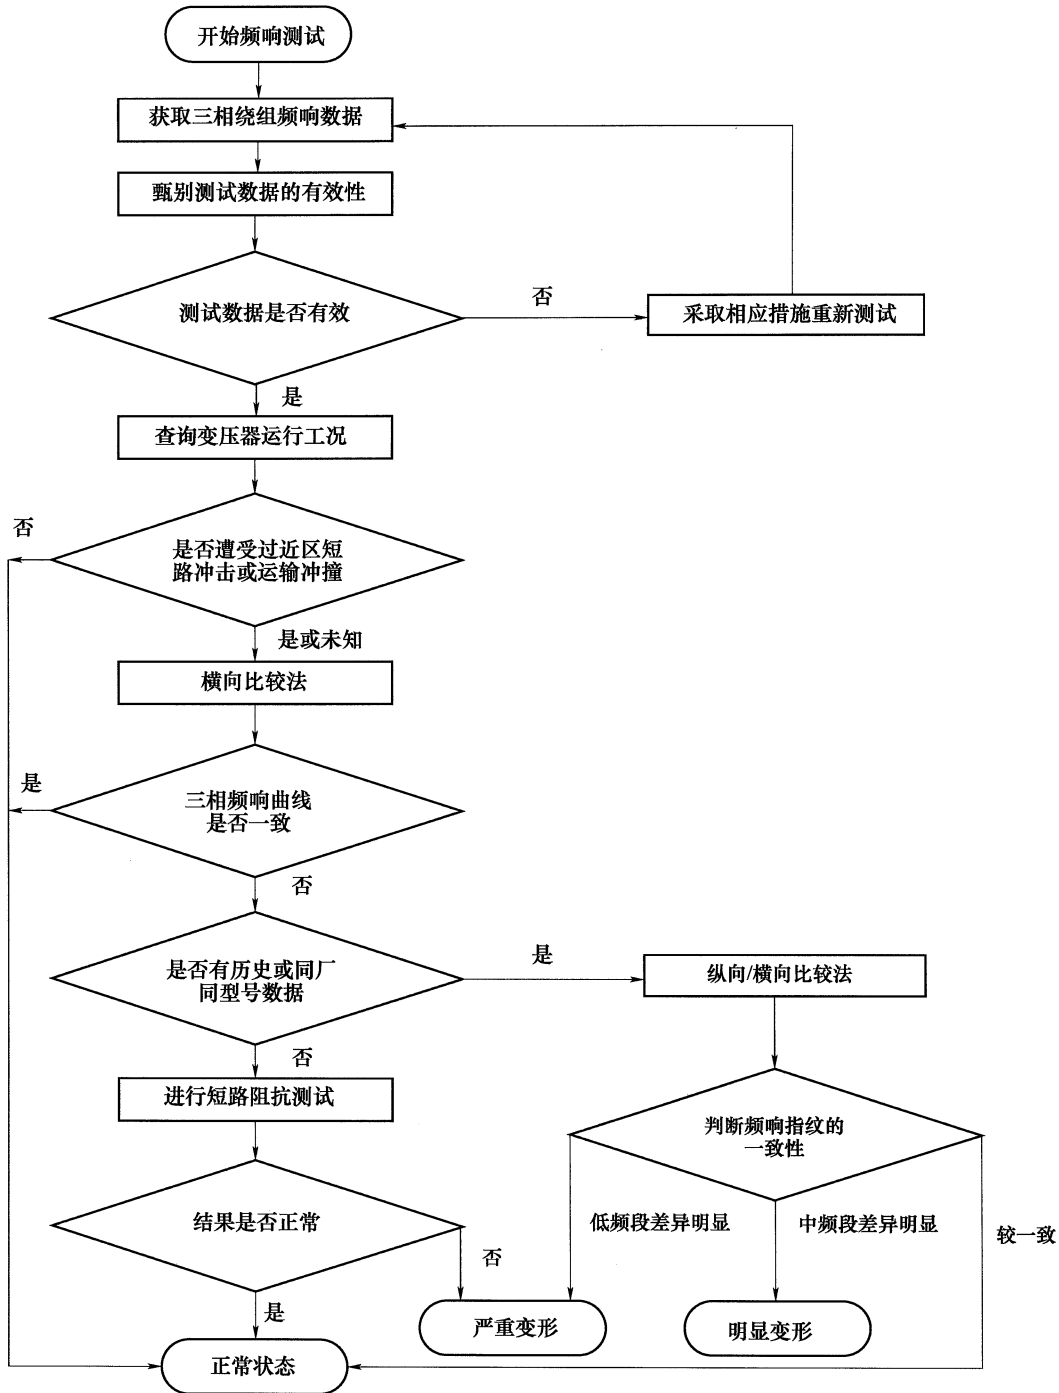 开始频响测试
获取三相绕组频响数据
甄别测试数据的有效性
测试数据是否有效
否
采取相应措施重新测试
是
查询变压器运行工况
否
是否遭受过近区短
路冲击或运输冲撞
是或未知
横向比较法
是
三相频响曲线
是否一致
否
是否有历史或同厂
同型号数据
是
纵向/横向比较法
否
进行短路阻抗测试
判断频响指纹的
一致性
结果是否正常
低频段差异明显
中频段差异明显
较一致
否
是
严重变形
明显变形
正常状态